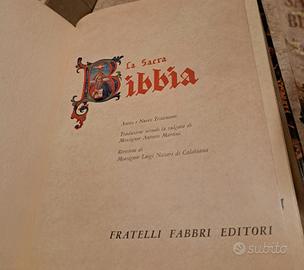 La Sacra
Bibbia
Antico e Nuovo Testamento
Traduzione secondo la volgata di
Monsignor Antonio Martini
Revisione di
Monsignor Luigi Nazari di Calabiana
FRATELLI FABBRI EDITORI
subito